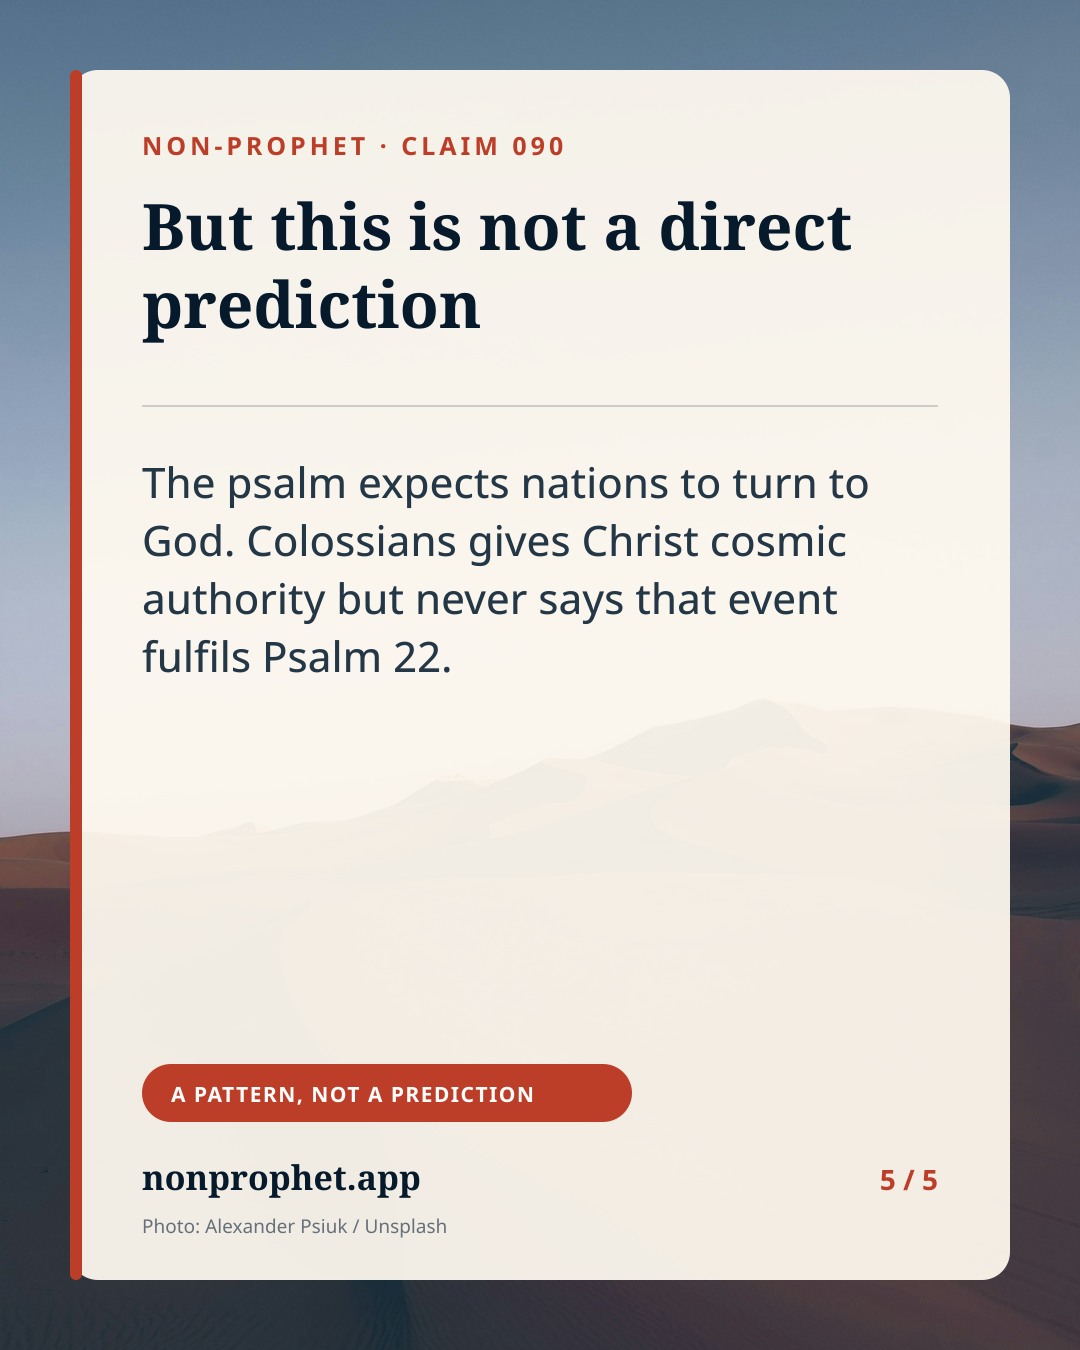 NON-PROPHET · CLAIM 090
But this is not a direct
prediction
The psalm expects nations to turn to
God. Colossians gives Christ cosmic
authority but never says that event
fulfils Psalm 22.
A PATTERN, NOT A PREDICTION
nonprophet.app
5 / 5
Photo: Alexander Psiuk / Unsplash